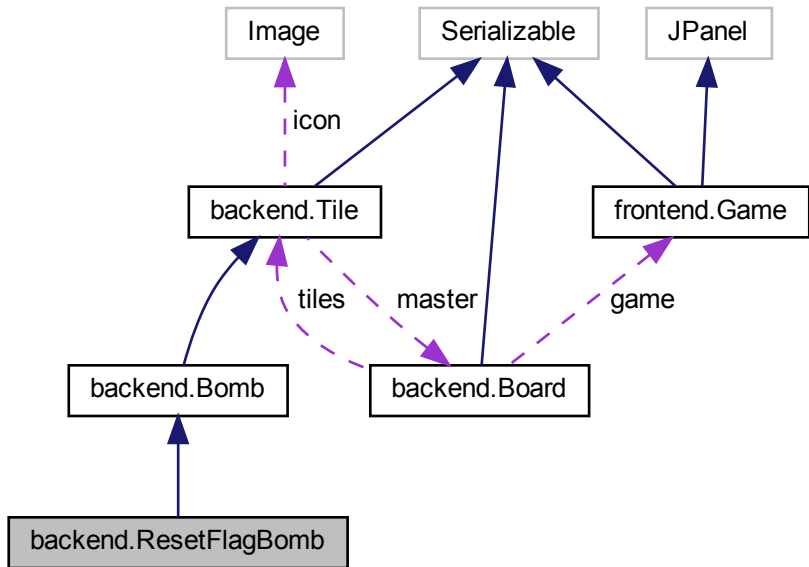 Image
Serializable
JPanel
icon
backend.Tile
frontend.Game
tiles
master
game
backend.Bomb
backend.Board
backend.ResetFlagBomb